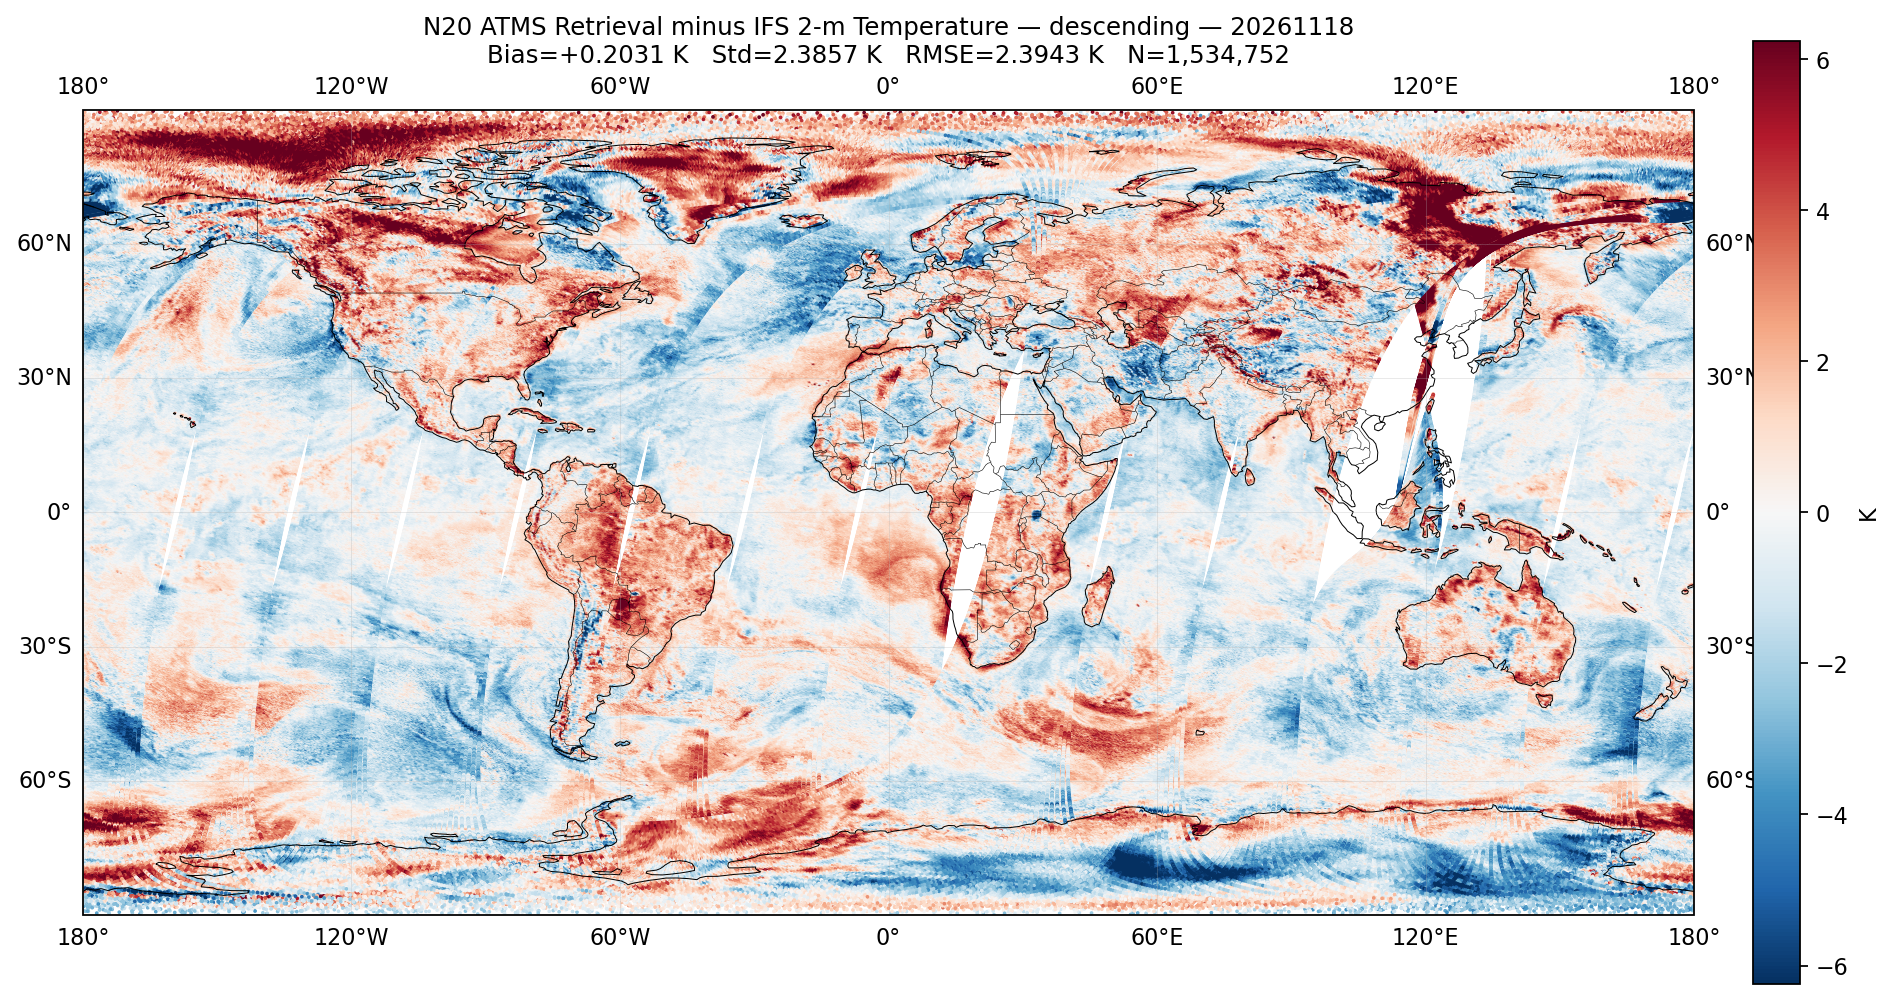 N20 ATMS Retrieval minus IFS 2-m Temperature — descending — 20261118
Bias=+0.2031 K   Std=2.3857 K   RMSE=2.3943 K   N=1,534,752
180° 120°W 60°W 0° 60°E 120°E 180°
60°N 60°N
30°N 30°N
0° 0°
30°S 30°S
60°S 60°S
180° 120°W 60°W 0° 60°E 120°E 180°
6
4
2
0
−2
−4
−6
K